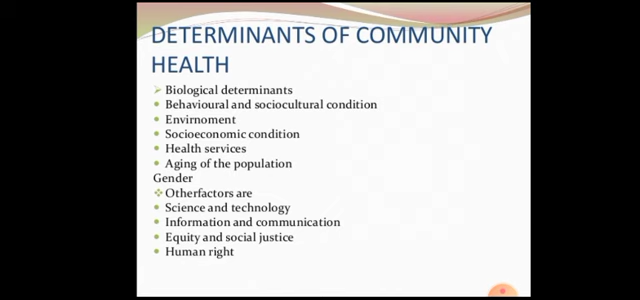 DETERMINANTS OF COMMUNITY
HEALTH
Biological determinants
Behavioural and sociocultural condition
Envirnoment
Socioeconomic condition
Health services
Aging of the population
Gender
Otherfactors are
Science and technology
Information and communication
Equity and social justice
Human right